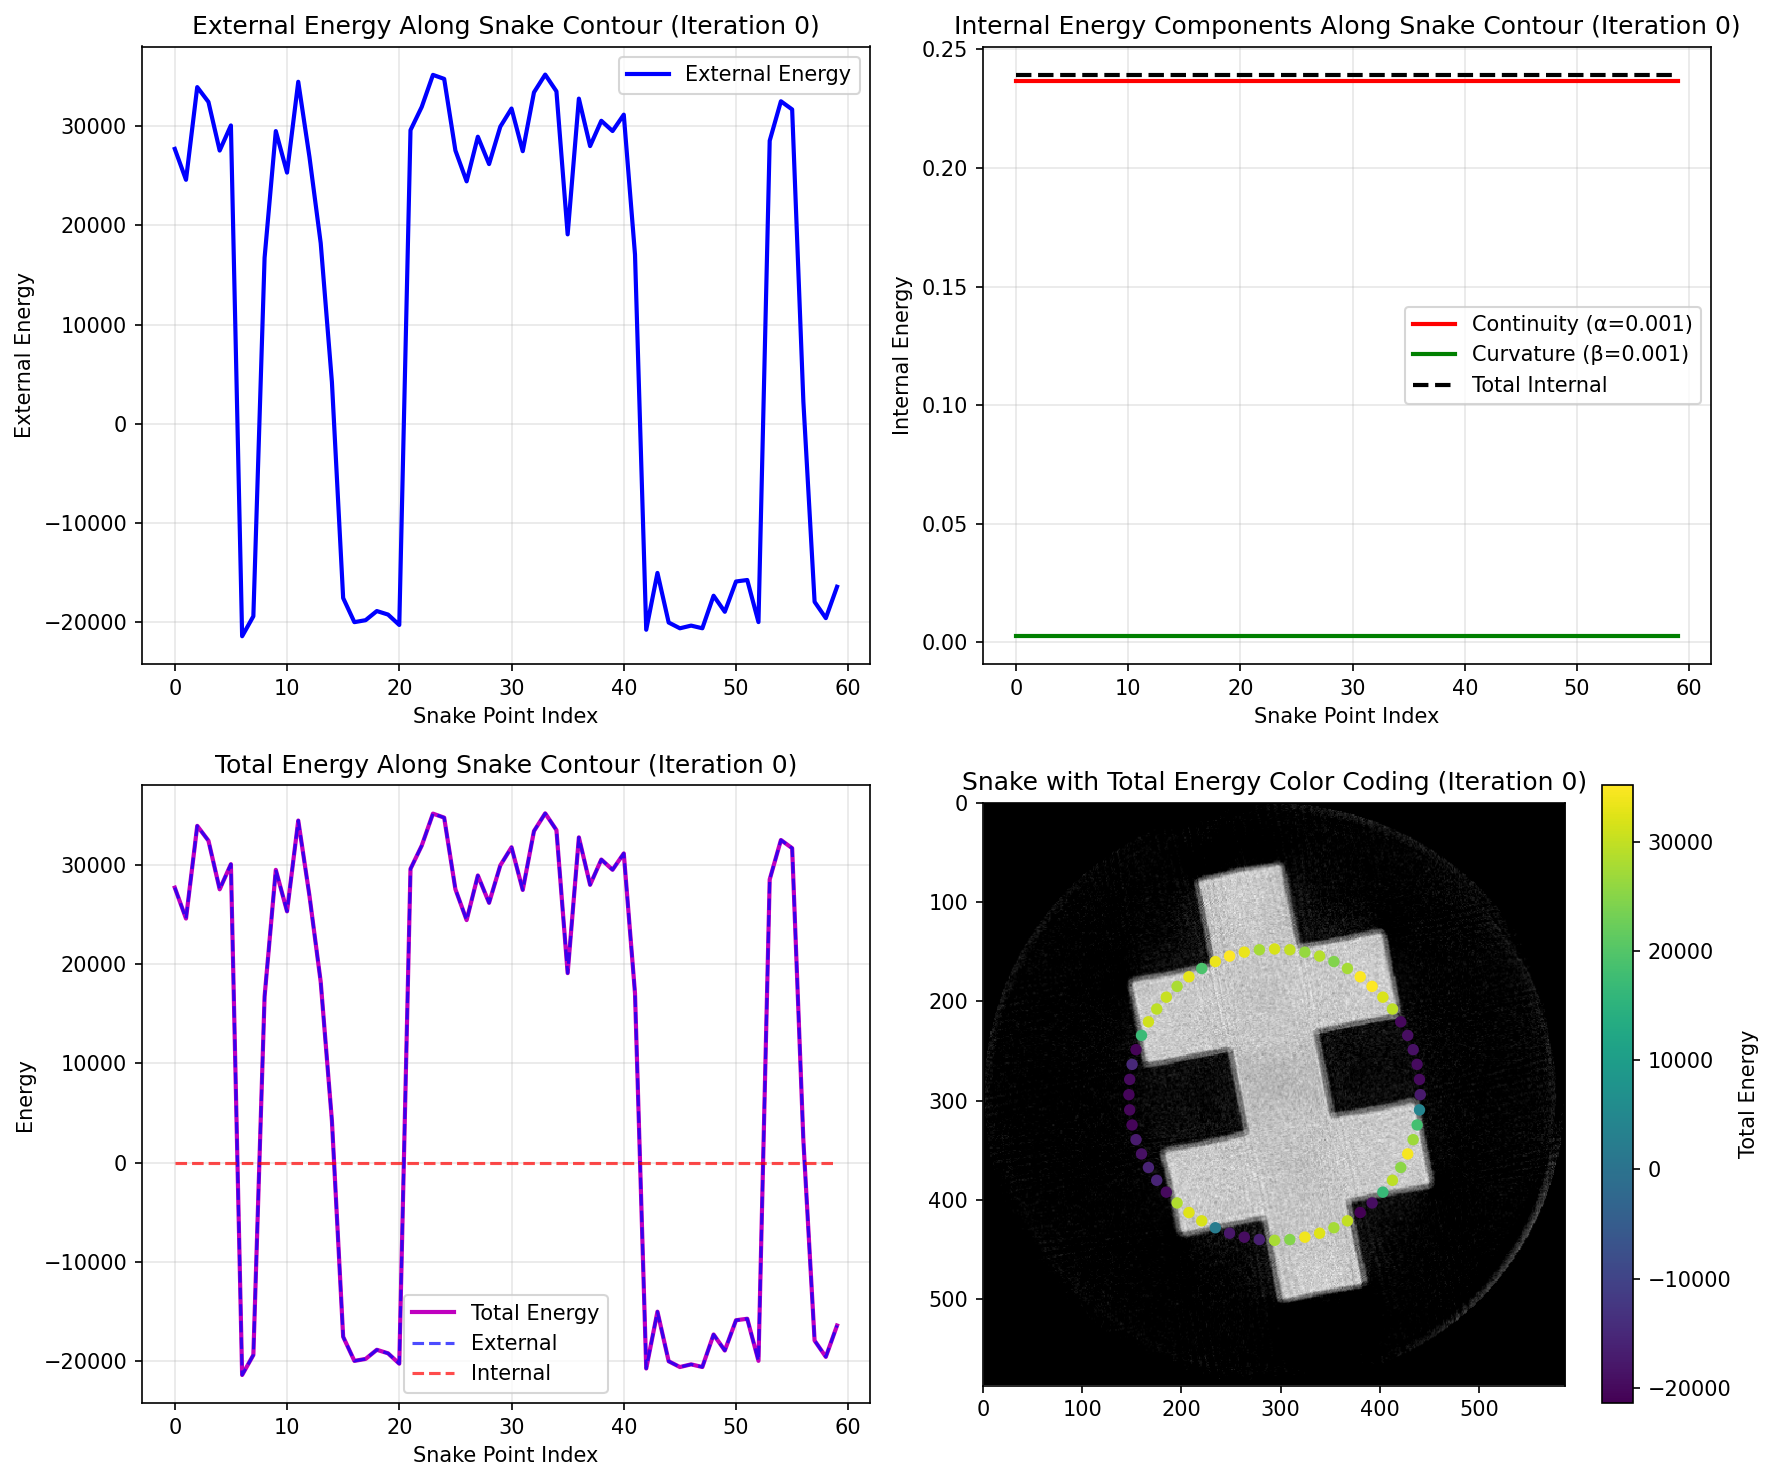 External Energy Along Snake Contour (Iteration 0)
External Energy
30000
20000
10000
0
−10000
−20000
External Energy
0 10 20 30 40 50 60
Snake Point Index
Internal Energy Components Along Snake Contour (Iteration 0)
0.25
0.20
0.15
0.10
0.05
0.00
Internal Energy
Continuity (α=0.001)
Curvature (β=0.001)
Total Internal
0 10 20 30 40 50 60
Snake Point Index
Total Energy Along Snake Contour (Iteration 0)
30000
20000
10000
0
−10000
−20000
Energy
Total Energy
External
Internal
0 10 20 30 40 50 60
Snake Point Index
Snake with Total Energy Color Coding (Iteration 0)
0
100
200
300
400
500
0 100 200 300 400 500
30000
20000
10000
0
−10000
−20000
Total Energy